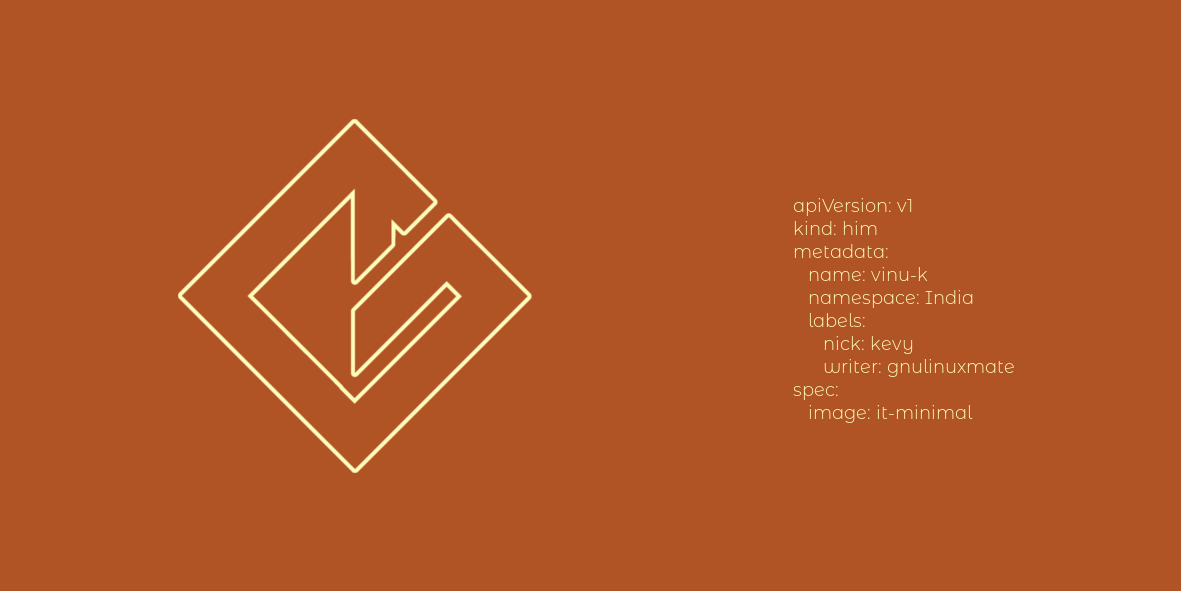 apiVersion: v1
kind: him
metadata:
name: vinu-k
namespace: India
labels:
nick: kevy
writer: gnulinuxmate
spec:
image: it-minimal